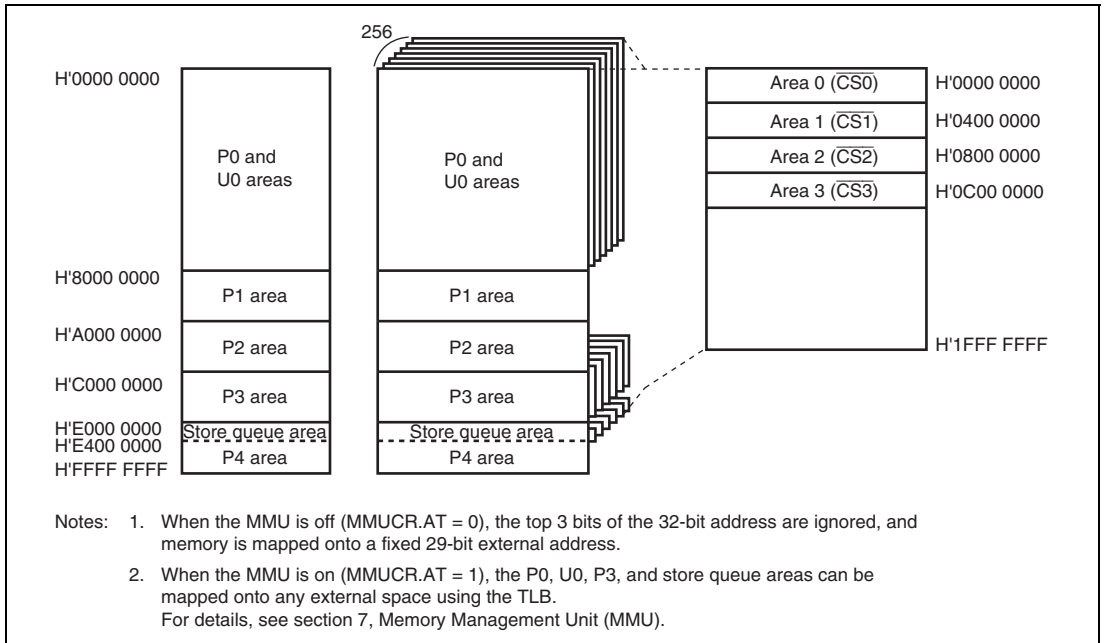 256
H'0000 0000
P0 and
U0 areas
P0 and
U0 areas
Area 0 (C̅S̅0̅)
H'0000 0000
Area 1 (C̅S̅1̅)
H'0400 0000
Area 2 (C̅S̅2̅)
H'0800 0000
Area 3 (C̅S̅3̅)
H'0C00 0000
H'8000 0000
P1 area
P1 area
H'A000 0000
P2 area
P2 area
H'1FFF FFFF
H'C000 0000
P3 area
P3 area
H'E000 0000
Store queue area
Store queue area
H'E400 0000
P4 area
P4 area
H'FFFF FFFF
Notes: 1. When the MMU is off (MMUCR.AT = 0), the top 3 bits of the 32-bit address are ignored, and
memory is mapped onto a fixed 29-bit external address.
2. When the MMU is on (MMUCR.AT = 1), the P0, U0, P3, and store queue areas can be
mapped onto any external space using the TLB.
For details, see section 7, Memory Management Unit (MMU).